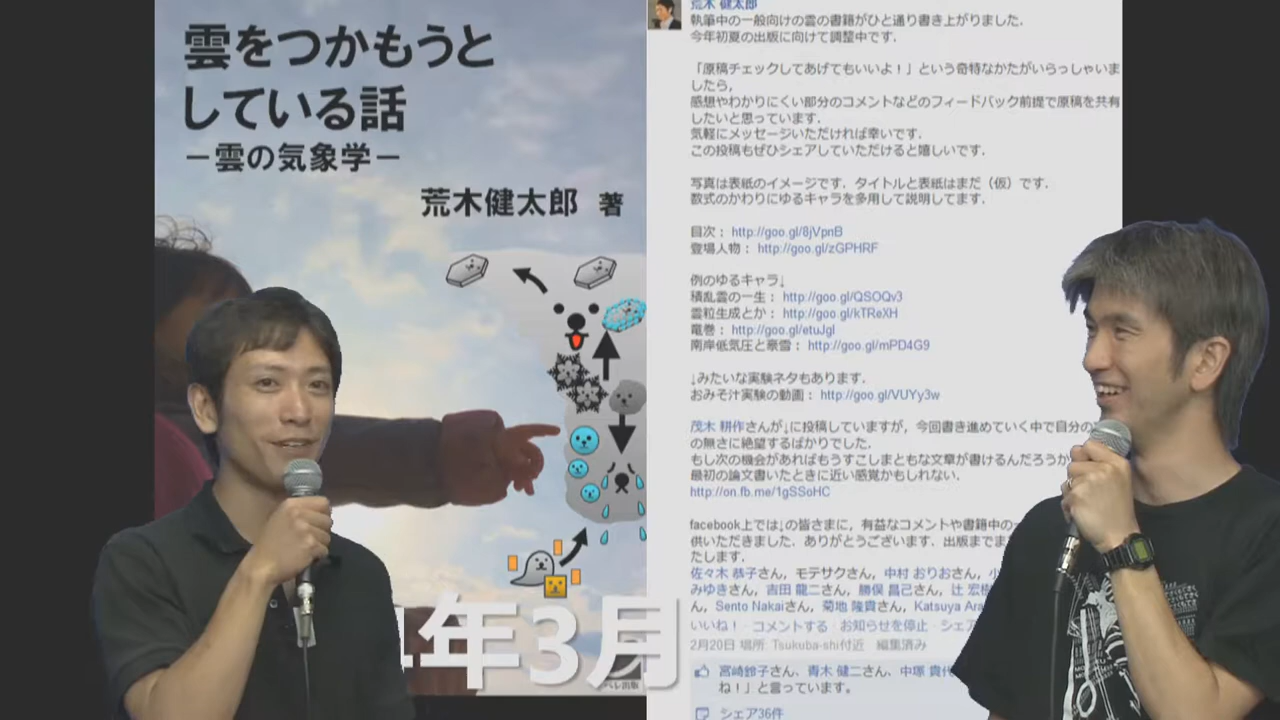 雲をつかもうと
している話
－雲の気象学－
荒木健太郎 著
年3月
荒木 健太郎
執筆中の一般向けの雲の書籍がひと通り書き上がりました．
今年初夏の出版に向けて調整中です．
「原稿チェックしてあげてもいいよ！」という奇特なかたがいらっしゃいま
したら，
感想やわかりにくい部分のコメントなどのフィードバック前提で原稿を共有
したいと思っています．
気軽にメッセージいただければ幸いです．
この投稿もぜひシェアしていただけると嬉しいです．
写真は表紙のイメージです．タイトルと表紙はまだ（仮）です．
数式のかわりにゆるキャラを多用して説明してます．
目次： http://goo.gl/8jVpnB
登場人物： http://goo.gl/zGPHRF
例のゆるキャラ↓
積乱雲の一生： http://goo.gl/QSOQv3
雲粒生成とか： http://goo.gl/kTReXH
竜巻： http://goo.gl/etuJgl
南岸低気圧と豪雪： http://goo.gl/mPD4G9
↓みたいな実験ネタもあります．
おみそ汁実験の動画： http://goo.gl/VUYy3w
茂木 耕作さんが↓に投稿していますが，今回書き進めていく中で自分の
の無さに絶望するばかりでした．
もし次の機会があればもうすこしまともな文章が書けるんだろうか
最初の論文書いたときに近い感覚かもしれない．
http://on.fb.me/1gSSoHC
facebook上では↓の皆さまに，有益なコメントや書籍中の
供いただきました．ありがとうございます．出版までま
たします．
佐々木 恭子さん，モテサクさん，中村 おりおさん，小
みゆきさん，吉田 龍二さん，勝俣 昌己さん，辻 宏樹
ん，Sento Nakaiさん，菊地 隆貴さん，Katsuya Ara
いいね！ · コメントする · お知らせを停止 · シェア
2月20日 場所: Tsukuba-shi付近 編集済み
宮崎鈴子さん、青木 健二さん、中塚 貴代
ね！」と言っています。
シェア36件